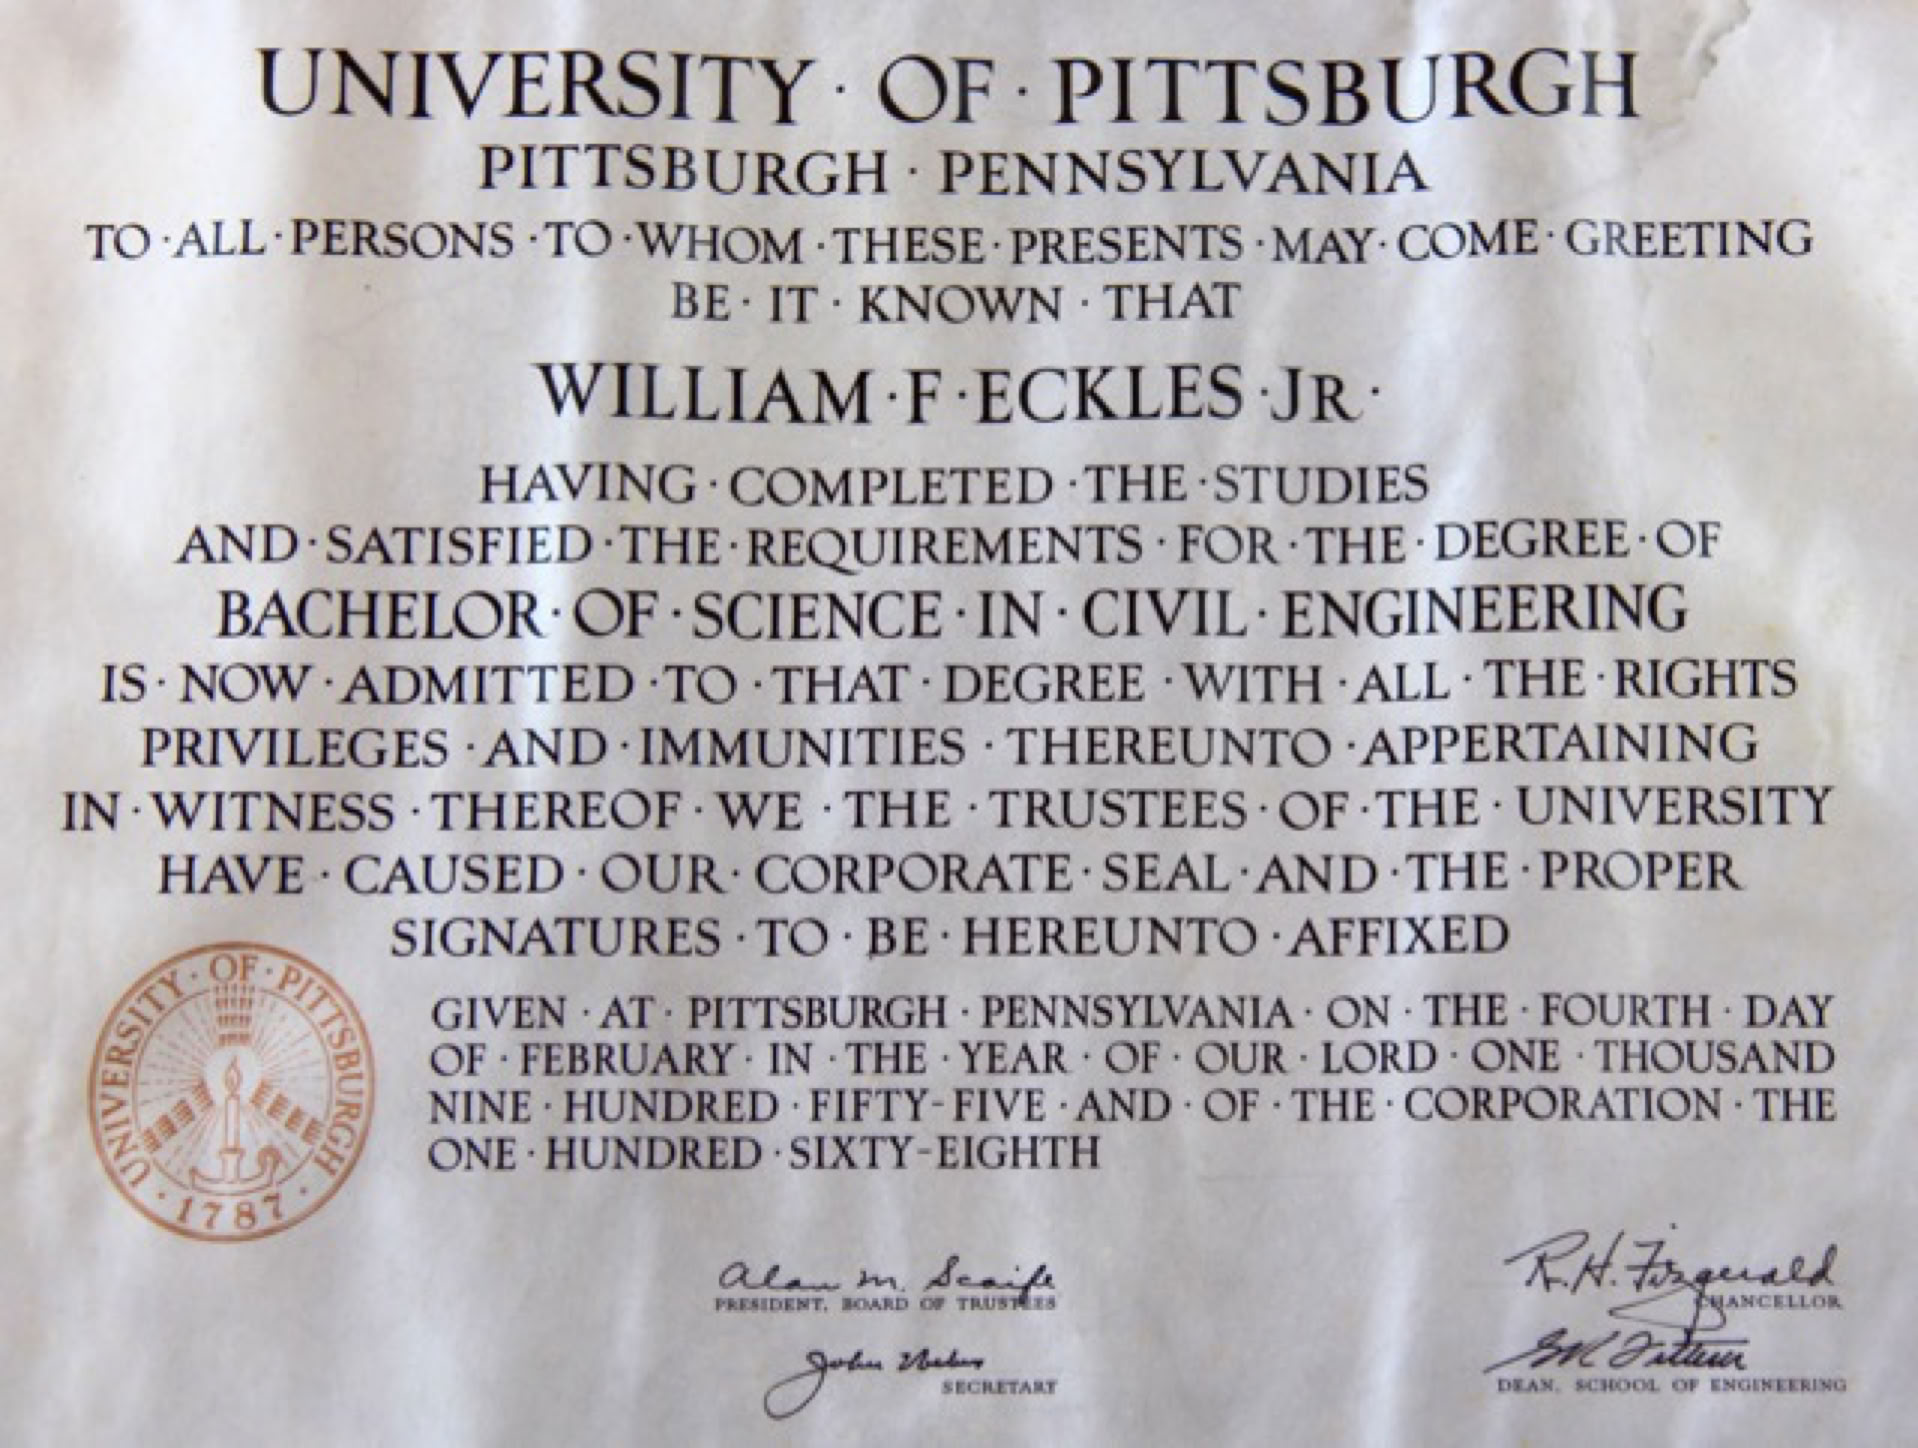 UNIVERSITY · OF · PITTSBURGH
PITTSBURGH · PENNSYLVANIA
TO · ALL · PERSONS · TO · WHOM · THESE · PRESENTS · MAY · COME · GREETING
BE · IT · KNOWN · THAT
WILLIAM · F · ECKLES · JR ·
HAVING · COMPLETED · THE · STUDIES
AND · SATISFIED · THE · REQUIREMENTS · FOR · THE · DEGREE · OF
BACHELOR · OF · SCIENCE · IN · CIVIL · ENGINEERING
IS · NOW · ADMITTED · TO · THAT · DEGREE · WITH · ALL · THE · RIGHTS
PRIVILEGES · AND · IMMUNITIES · THEREUNTO · APPERTAINING
IN · WITNESS · THEREOF · WE · THE · TRUSTEES · OF · THE · UNIVERSITY
HAVE · CAUSED · OUR · CORPORATE · SEAL · AND · THE · PROPER
SIGNATURES · TO · BE · HEREUNTO · AFFIXED
UNIVERSITY · OF · PITTSBURGH
· 1787 ·
GIVEN · AT · PITTSBURGH · PENNSYLVANIA · ON · THE · FOURTH · DAY
OF · FEBRUARY · IN · THE · YEAR · OF · OUR · LORD · ONE · THOUSAND
NINE · HUNDRED · FIFTY-FIVE · AND · OF · THE · CORPORATION · THE
ONE · HUNDRED · SIXTY-EIGHTH
Alan M. Scaife
PRESIDENT, BOARD OF TRUSTEES
John
SECRETARY
R. H. Fitzgerald
CHANCELLOR
DEAN, SCHOOL OF ENGINEERING